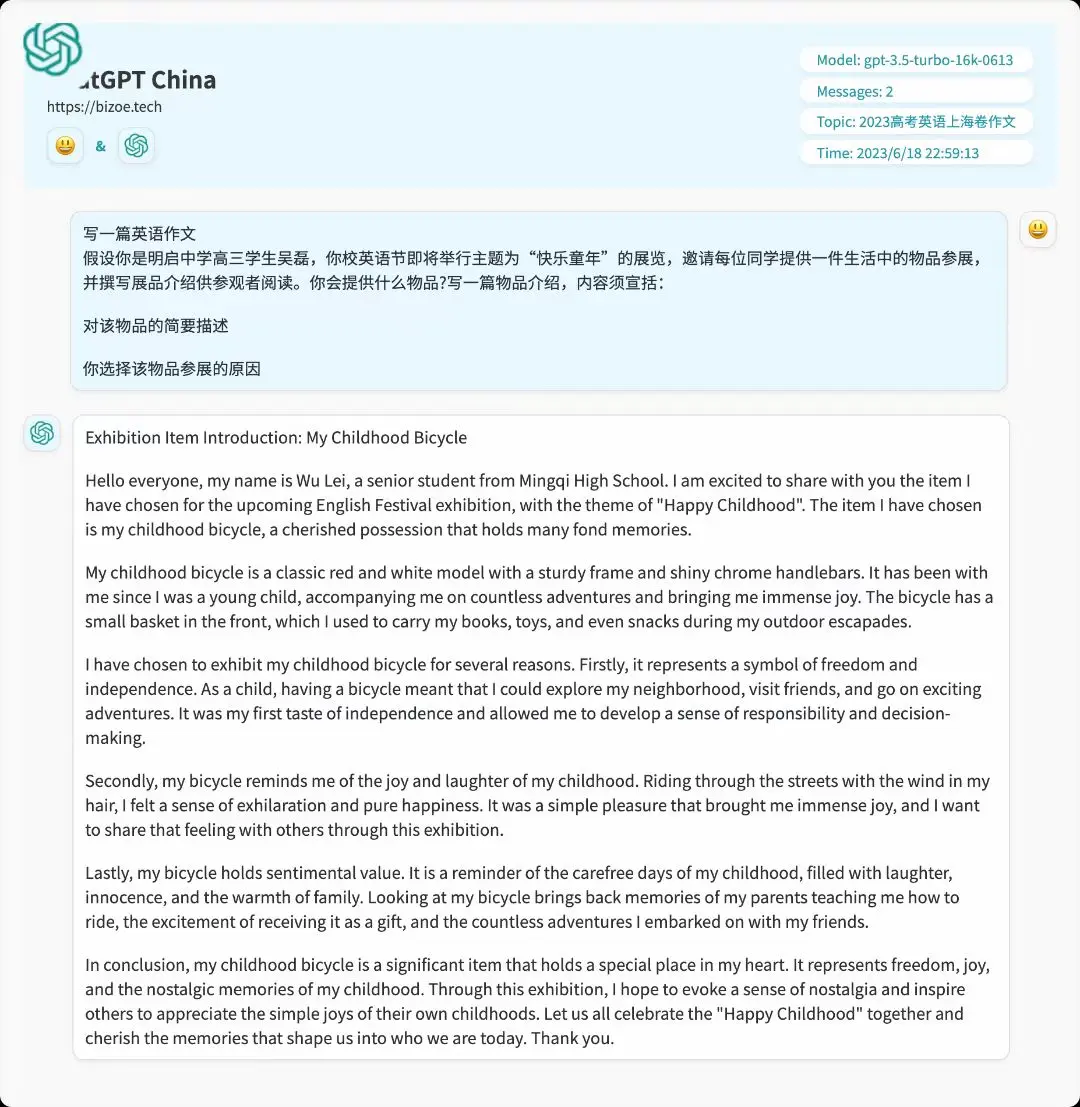 atGPT China
https://bizoe.tech
&
Model: gpt-3.5-turbo-16k-0613
Messages: 2
Topic: 2023高考英语上海卷作文
Time: 2023/6/18 22:59:13
写一篇英语作文
假设你是明启中学高三学生吴磊，你校英语节即将举行主题为“快乐童年”的展览，邀请每位同学提供一件生活中的物品参展，
并撰写展品介绍供参观者阅读。你会提供什么物品?写一篇物品介绍，内容须宣括：
对该物品的简要描述
你选择该物品参展的原因
Exhibition Item Introduction: My Childhood Bicycle
Hello everyone, my name is Wu Lei, a senior student from Mingqi High School. I am excited to share with you the item I
have chosen for the upcoming English Festival exhibition, with the theme of "Happy Childhood". The item I have chosen
is my childhood bicycle, a cherished possession that holds many fond memories.
My childhood bicycle is a classic red and white model with a sturdy frame and shiny chrome handlebars. It has been with
me since I was a young child, accompanying me on countless adventures and bringing me immense joy. The bicycle has a
small basket in the front, which I used to carry my books, toys, and even snacks during my outdoor escapades.
I have chosen to exhibit my childhood bicycle for several reasons. Firstly, it represents a symbol of freedom and
independence. As a child, having a bicycle meant that I could explore my neighborhood, visit friends, and go on exciting
adventures. It was my first taste of independence and allowed me to develop a sense of responsibility and decision-
making.
Secondly, my bicycle reminds me of the joy and laughter of my childhood. Riding through the streets with the wind in my
hair, I felt a sense of exhilaration and pure happiness. It was a simple pleasure that brought me immense joy, and I want
to share that feeling with others through this exhibition.
Lastly, my bicycle holds sentimental value. It is a reminder of the carefree days of my childhood, filled with laughter,
innocence, and the warmth of family. Looking at my bicycle brings back memories of my parents teaching me how to
ride, the excitement of receiving it as a gift, and the countless adventures I embarked on with my friends.
In conclusion, my childhood bicycle is a significant item that holds a special place in my heart. It represents freedom, joy,
and the nostalgic memories of my childhood. Through this exhibition, I hope to evoke a sense of nostalgia and inspire
others to appreciate the simple joys of their own childhoods. Let us all celebrate the "Happy Childhood" together and
cherish the memories that shape us into who we are today. Thank you.